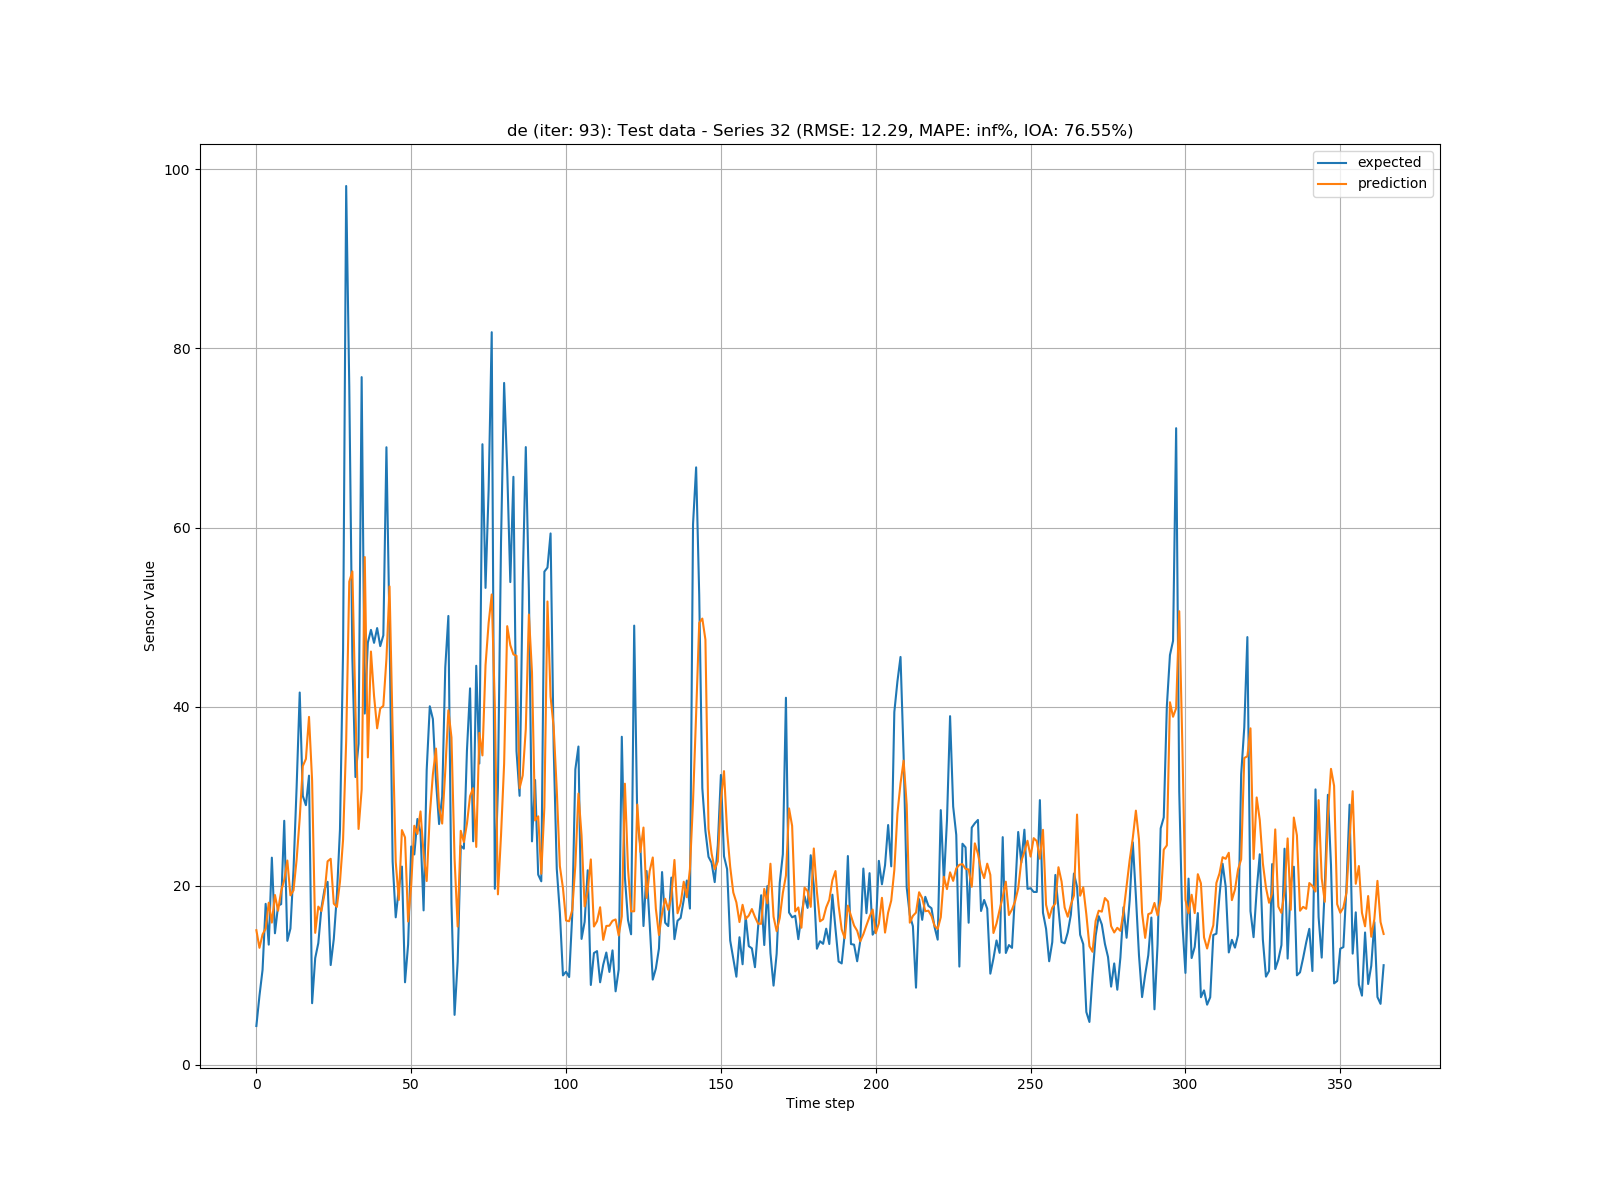 de (iter: 93): Test data - Series 32 (RMSE: 12.29, MAPE: inf%, IOA: 76.55%)
expected
prediction
100
80
60
40
20
0
Sensor Value
0 50 100 150 200 250 300 350
Time step